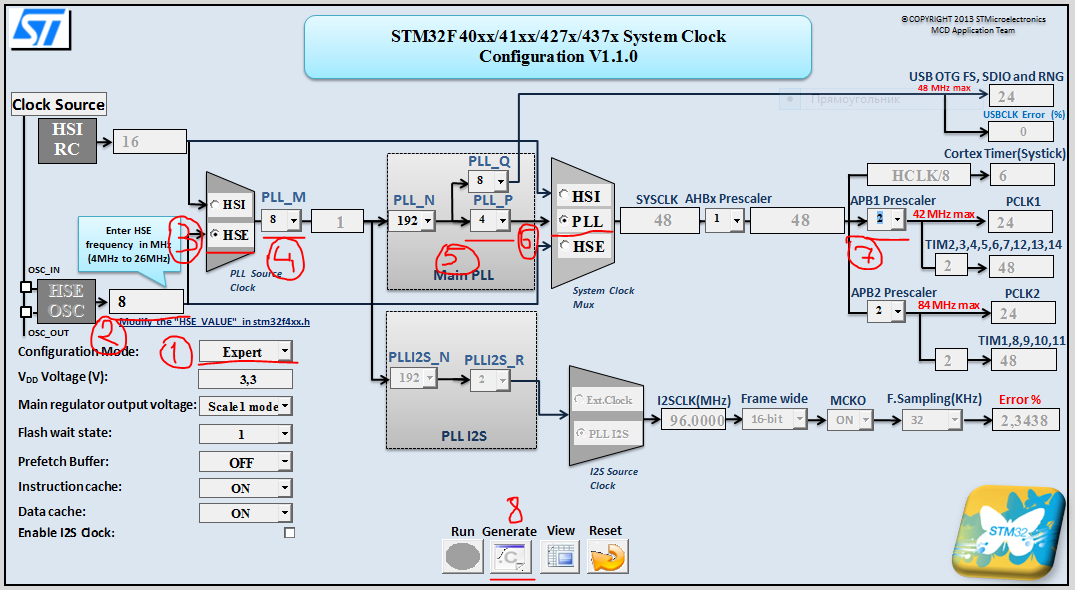 ST
©COPYRIGHT 2013 STMicroelectronics
MCD Application Team
STM32F40xx/41xx/427x/437x System Clock
Configuration V1.1.0
USB OTG FS, SDIO and RNG
48 MHz max
24
Прямоугольник
USBCLK Error (%)
0
Clock Source
HSI
RC
16
Cortex Timer(Systick)
HCLK/8
6
PLL_Q
8
PLL_M
8
HSI
HSE
3
4
1
PLL_N
192
PLL_P
4
5
6
Main PLL
PLL Source
Clock
HSI
PLL
HSE
System Clock
Mux
SYSCLK
48
AHBx Prescaler
1
48
APB1 Prescaler
2
42MHz max
7
PCLK1
24
TIM2,3,4,5,6,7,12,13,14
2
48
APB2 Prescaler
2
84 MHz max
PCLK2
24
TIM1,8,9,10,11
2
48
Enter HSE
frequency in MHz
(4MHz to 26MHz)
OSC_IN
HSE
OSC
OSC_OUT
8
2
Modify the "HSE_VALUE" in stm32f4xx.h
Configuration Mode:
1
Expert
VDD Voltage (V):
3,3
Main regulator output voltage:
Scale1 mode
Flash wait state:
1
Prefetch Buffer:
OFF
Instruction cache:
ON
Data cache:
ON
Enable I2S Clock:
PLLI2S_N
192
PLLI2S_R
2
PLL I2S
Ext.Clock
PLL I2S
I2S Source
Clock
I2SCLK(MHz)
96,0000
Frame wide
16-bit
MCKO
ON
F.Sampling(KHz)
32
Error %
2,3438
8
Run
Generate
View
Reset
.C
STM32